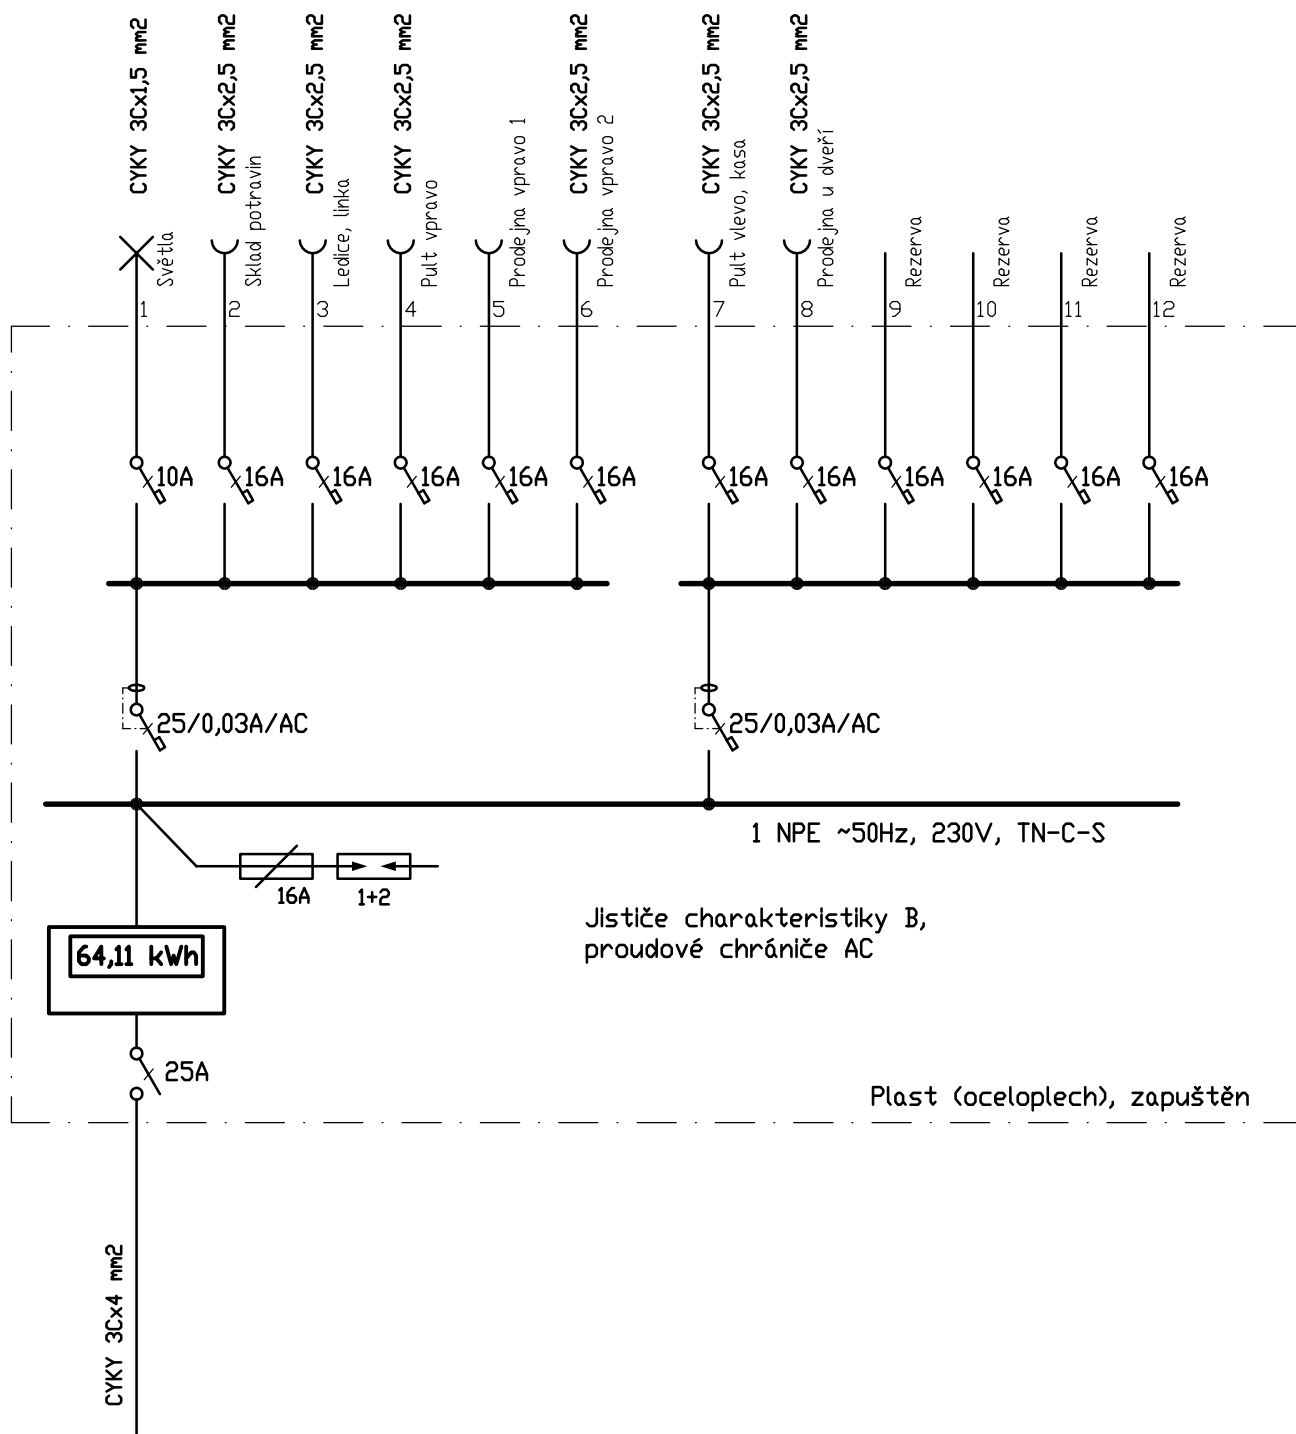 CYKY 3Cx1,5 mm2
Světla
CYKY 3Cx2,5 mm2
Sklad potravin
CYKY 3Cx2,5 mm2
Ledice, linka
CYKY 3Cx2,5 mm2
Pult vpravo
Prodejna vpravo 1
CYKY 3Cx2,5 mm2
Prodejna vpravo 2
CYKY 3Cx2,5 mm2
Pult vlevo, kasa
CYKY 3Cx2,5 mm2
Prodejna u dveří
Rezerva
Rezerva
Rezerva
Rezerva
1 2 3 4 5 6 7 8 9 10 11 12
10A 16A 16A 16A 16A 16A 16A 16A 16A 16A 16A 16A
25/0,03A/AC 25/0,03A/AC
1 NPE ~50Hz, 230V, TN-C-S
16A 1+2
Jističe charakteristiky B,
proudové chrániče AC
64,11 kWh
25A
Plast (oceloplech), zapuštěn
CYKY 3Cx4 mm2